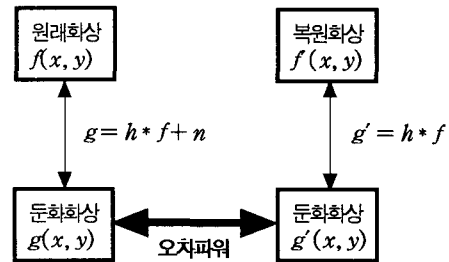 원래화상
f(x, y)
복원화상
f'(x, y)
g = h * f + n
g' = h * f
둔화화상
g(x, y)
오차파워
둔화화상
g'(x, y)